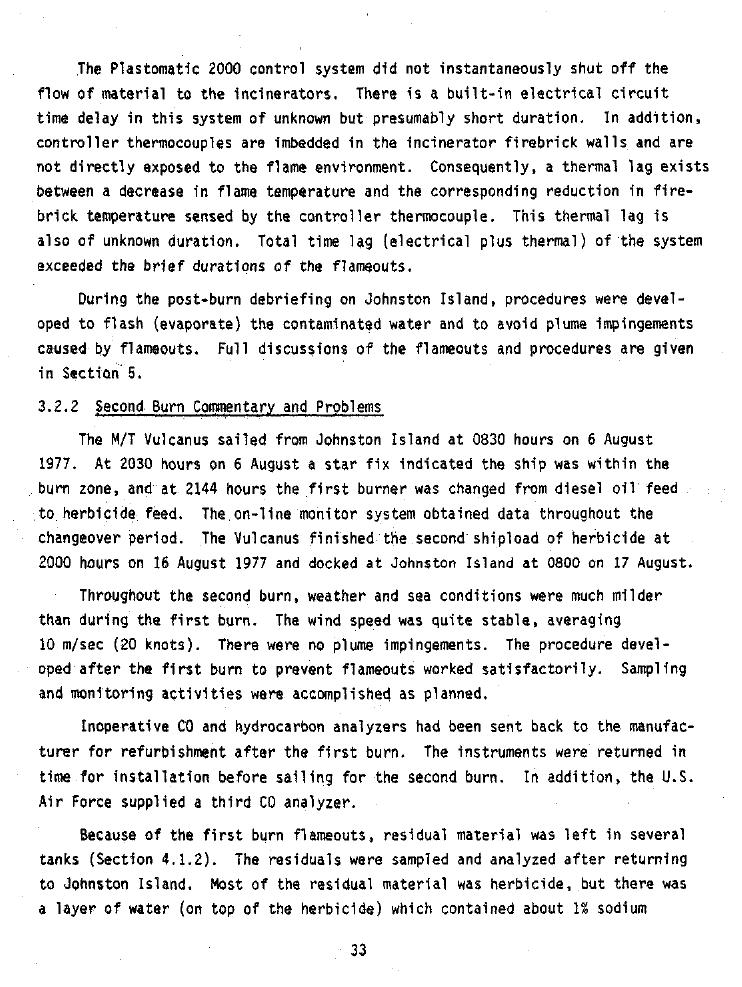 The Plastomatic 2000 control system did not instantaneously shut off the
flow of material to the incinerators. There is a built-in electrical circuit
time delay in this system of unknown but presumably short duration. In addition,
controller thermocouples are imbedded in the incinerator firebrick walls and are
not directly exposed to the flame environment. Consequently, a thermal lag exists
between a decrease in flame temperature and the corresponding reduction in fire-
brick temperature sensed by the controller thermocouple. This thermal lag is
also of unknown duration. Total time lag (electrical plus thermal) of the system
exceeded the brief durations of the flameouts.
During the post-burn debriefing on Johnston Island, procedures were devel-
oped to flash (evaporate) the contaminated water and to avoid plume impingements
caused by flameouts. Full discussions of the flameouts and procedures are given
in Section 5.
3.2.2 Second Burn Commentary and Problems
The M/T Vulcanus sailed from Johnston Island at 0830 hours on 6 August
1977. At 2030 hours on 6 August a star fix indicated the ship was within the
burn zone, and at 2144 hours the first burner was changed from diesel oil feed
to herbicide feed. The on-line monitor system obtained data throughout the
changeover period. The Vulcanus finished the second shipload of herbicide at
2000 hours on 16 August 1977 and docked at Johnston Island at 0800 on 17 August.
Throughout the second burn, weather and sea conditions were much milder
than during the first burn. The wind speed was quite stable, averaging
10 m/sec (20 knots). There were no plume impingements. The procedure devel-
oped after the first burn to prevent flameouts worked satisfactorily. Sampling
and monitoring activities were accomplished as planned.
Inoperative CO and hydrocarbon analyzers had been sent back to the manufac-
turer for refurbishment after the first burn. The instruments were returned in
time for installation before sailing for the second burn. In addition, the U.S.
Air Force supplied a third CO analyzer.
Because of the first burn flameouts, residual material was left in several
tanks (Section 4.1.2). The residuals were sampled and analyzed after returning
to Johnston Island. Most of the residual material was herbicide, but there was
a layer of water (on top of the herbicide) which contained about 1% sodium
33